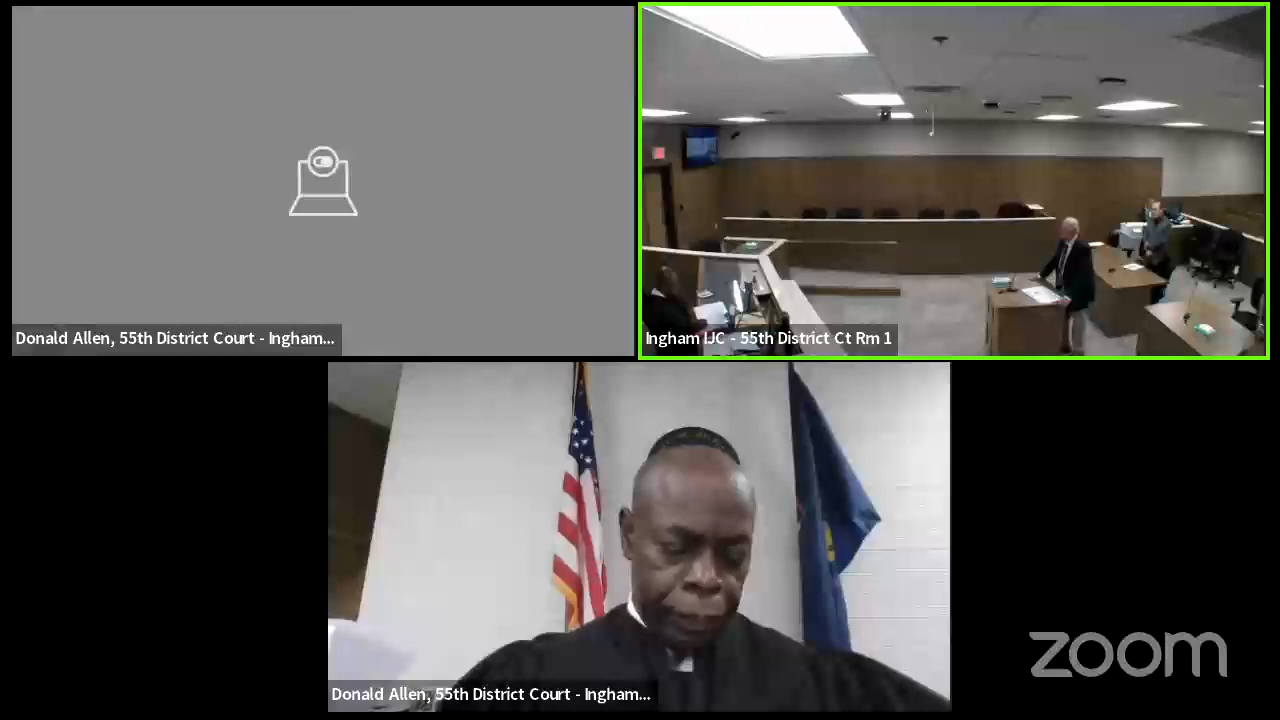 Donald Allen, 55th District Court - Ingham...
Ingham IJC - 55th District Ct Rm 1
Donald Allen, 55th District Court - Ingham...
zoom